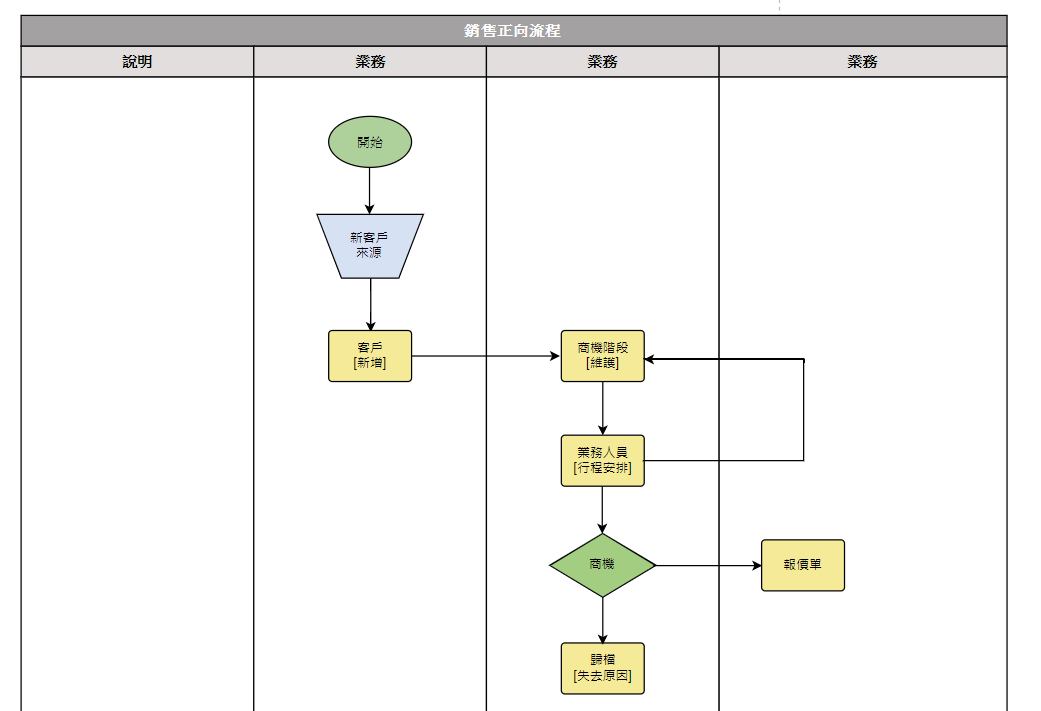 銷售正向流程
說明
業務
業務
業務
開始
新客戶
來源
客戶
[新增]
商機階段
[維護]
業務人員
[行程安排]
商機
報價單
歸檔
[失去原因]